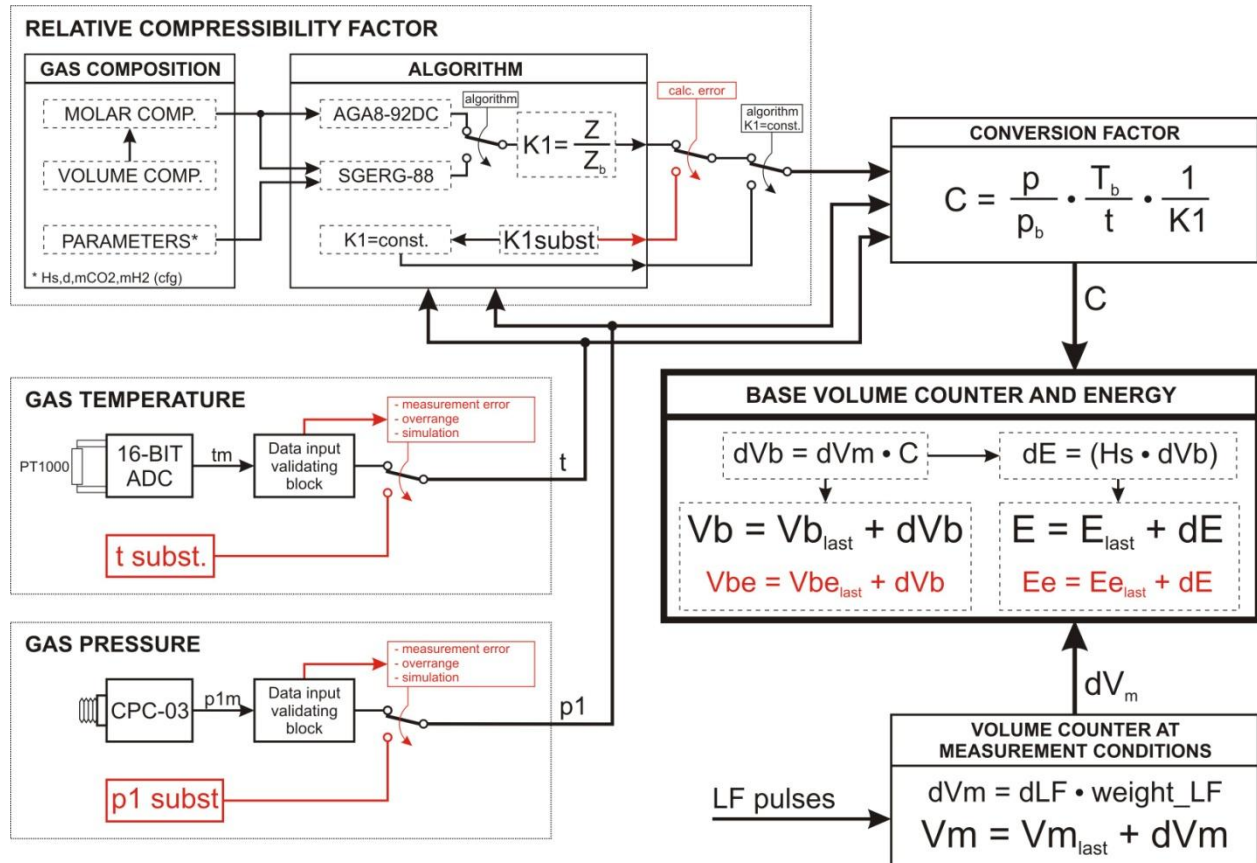 RELATIVE COMPRESSIBILITY FACTOR
GAS COMPOSITION
MOLAR COMP.
VOLUME COMP.
PARAMETERS*
* Hs,d,mCO2,mH2 (cfg)
ALGORITHM
AGA8-92DC
SGERG-88
K1=const.
algorithm
K1= Z / Zb
K1subst
calc. error
algorithm
K1=const.
CONVERSION FACTOR
C = p / pb • Tb / t • 1 / K1
C
GAS TEMPERATURE
PT1000
16-BIT
ADC
tm
Data input
validating
block
- measurement error
- overrange
- simulation
t
t subst.
GAS PRESSURE
CPC-03
p1m
Data input
validating
block
- measurement error
- overrange
- simulation
p1
p1 subst
BASE VOLUME COUNTER AND ENERGY
dVb = dVm • C
dE = (Hs • dVb)
Vb = Vblast + dVb
Vbe = Vbelast + dVb
E = Elast + dE
Ee = Eelast + dE
dVm
VOLUME COUNTER AT
MEASUREMENT CONDITIONS
LF pulses
dVm = dLF • weight_LF
Vm = Vmlast + dVm